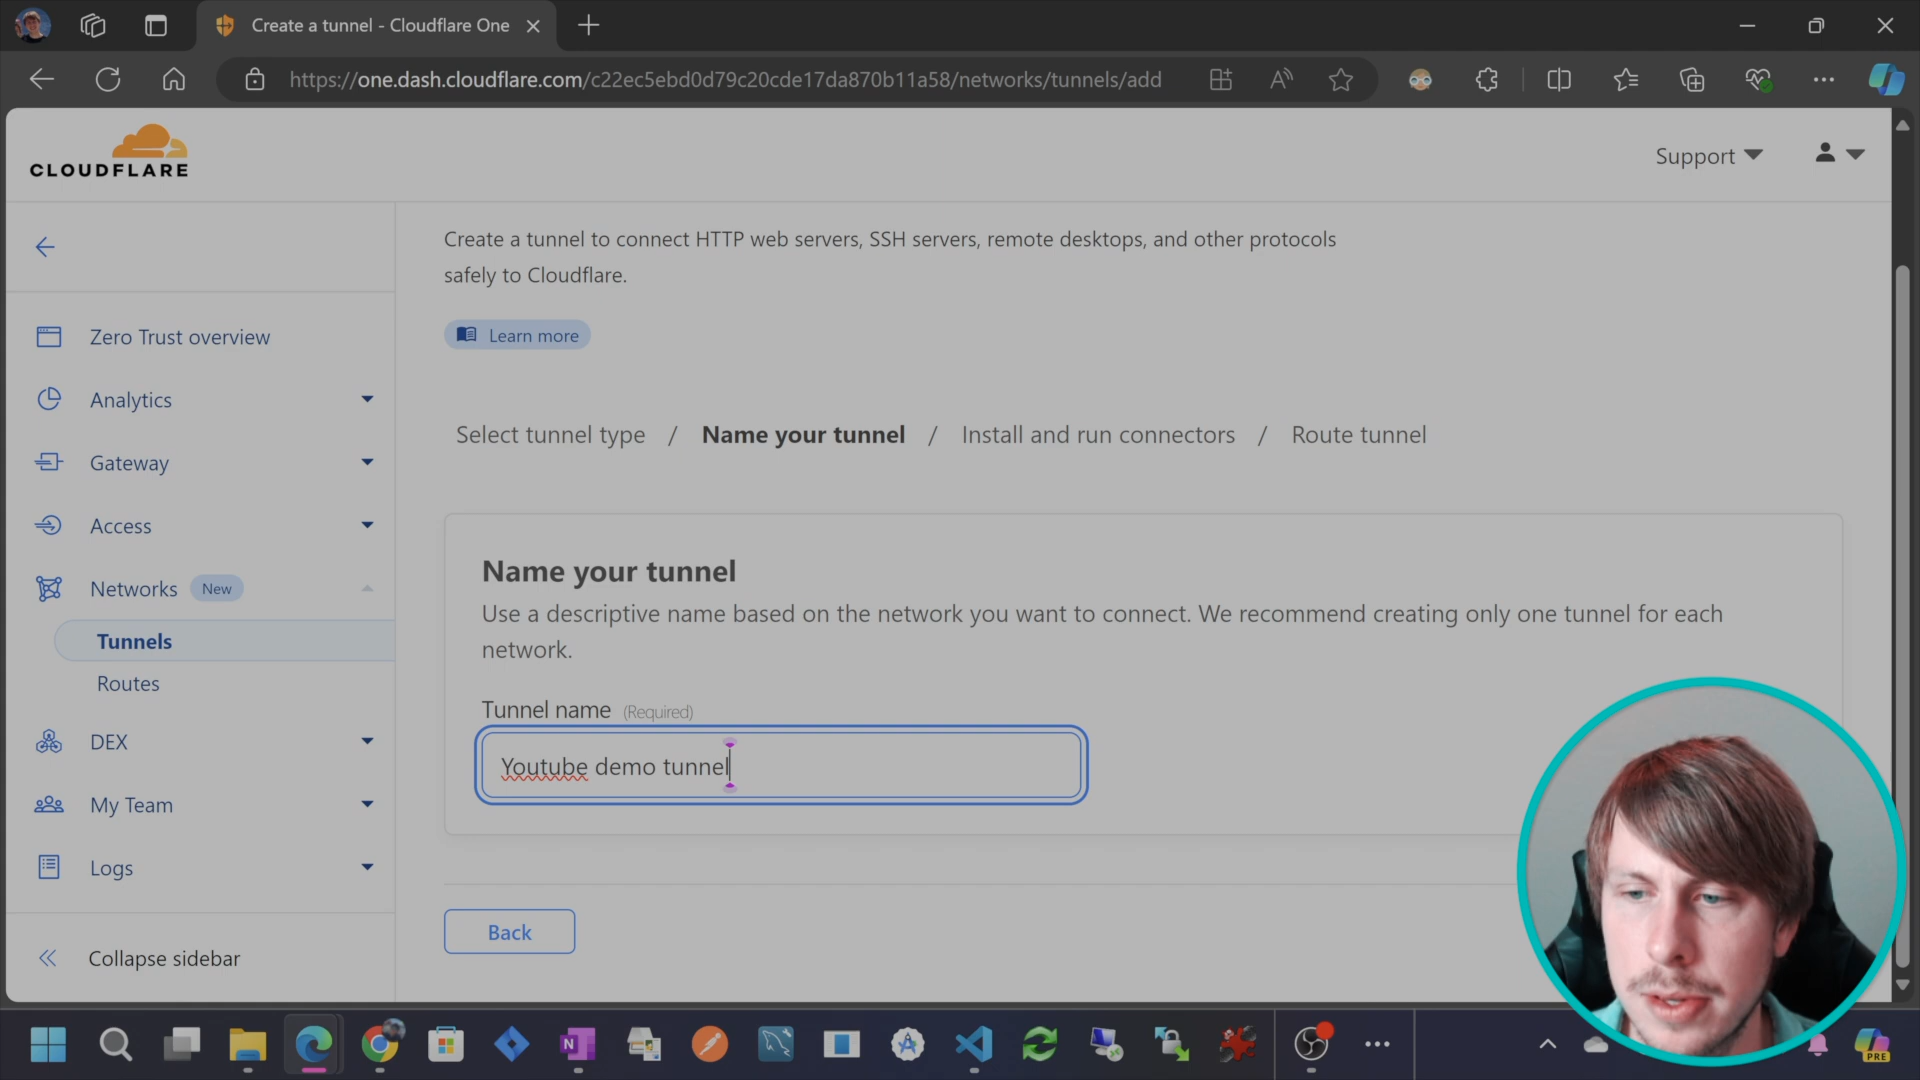 Create a tunnel - Cloudflare One
https://one.dash.cloudflare.com/c22ec5ebd0d79c20cde17da870b11a58/networks/tunnels/add
CLOUDFLARE
Support
Create a tunnel to connect HTTP web servers, SSH servers, remote desktops, and other protocols
safely to Cloudflare.
Learn more
Zero Trust overview
Analytics
Gateway
Access
Networks New
Tunnels
Routes
DEX
My Team
Logs
Collapse sidebar
Select tunnel type / Name your tunnel / Install and run connectors / Route tunnel
Name your tunnel
Use a descriptive name based on the network you want to connect. We recommend creating only one tunnel for each
network.
Tunnel name (Required)
Youtube demo tunnel
Back
N
PRE